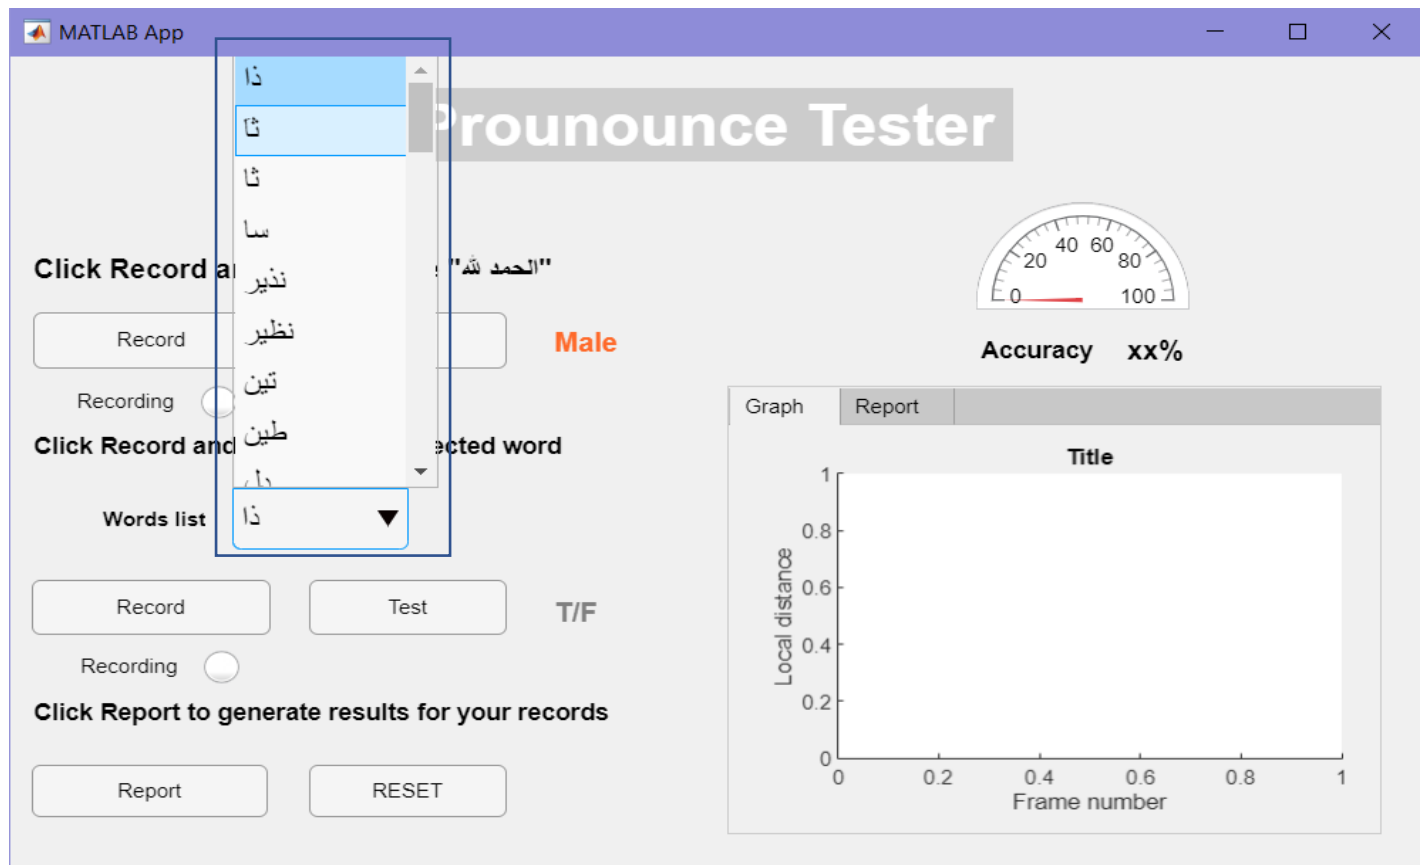 MATLAB App
Prounounce Tester
ذا
ثا
ثا
سا
نذير
نظير
تين
طين
Click Record "الحمد لله"
Record
Male
Recording
Click Record and word
Words list
ذا
Record
Test
T/F
Recording
Click Report to generate results for your records
Report
RESET
0
20
40
60
80
100
Accuracy xx%
Graph
Report
Title
Local distance
1
0.8
0.6
0.4
0.2
0
0
0.2
0.4
0.6
0.8
1
Frame number